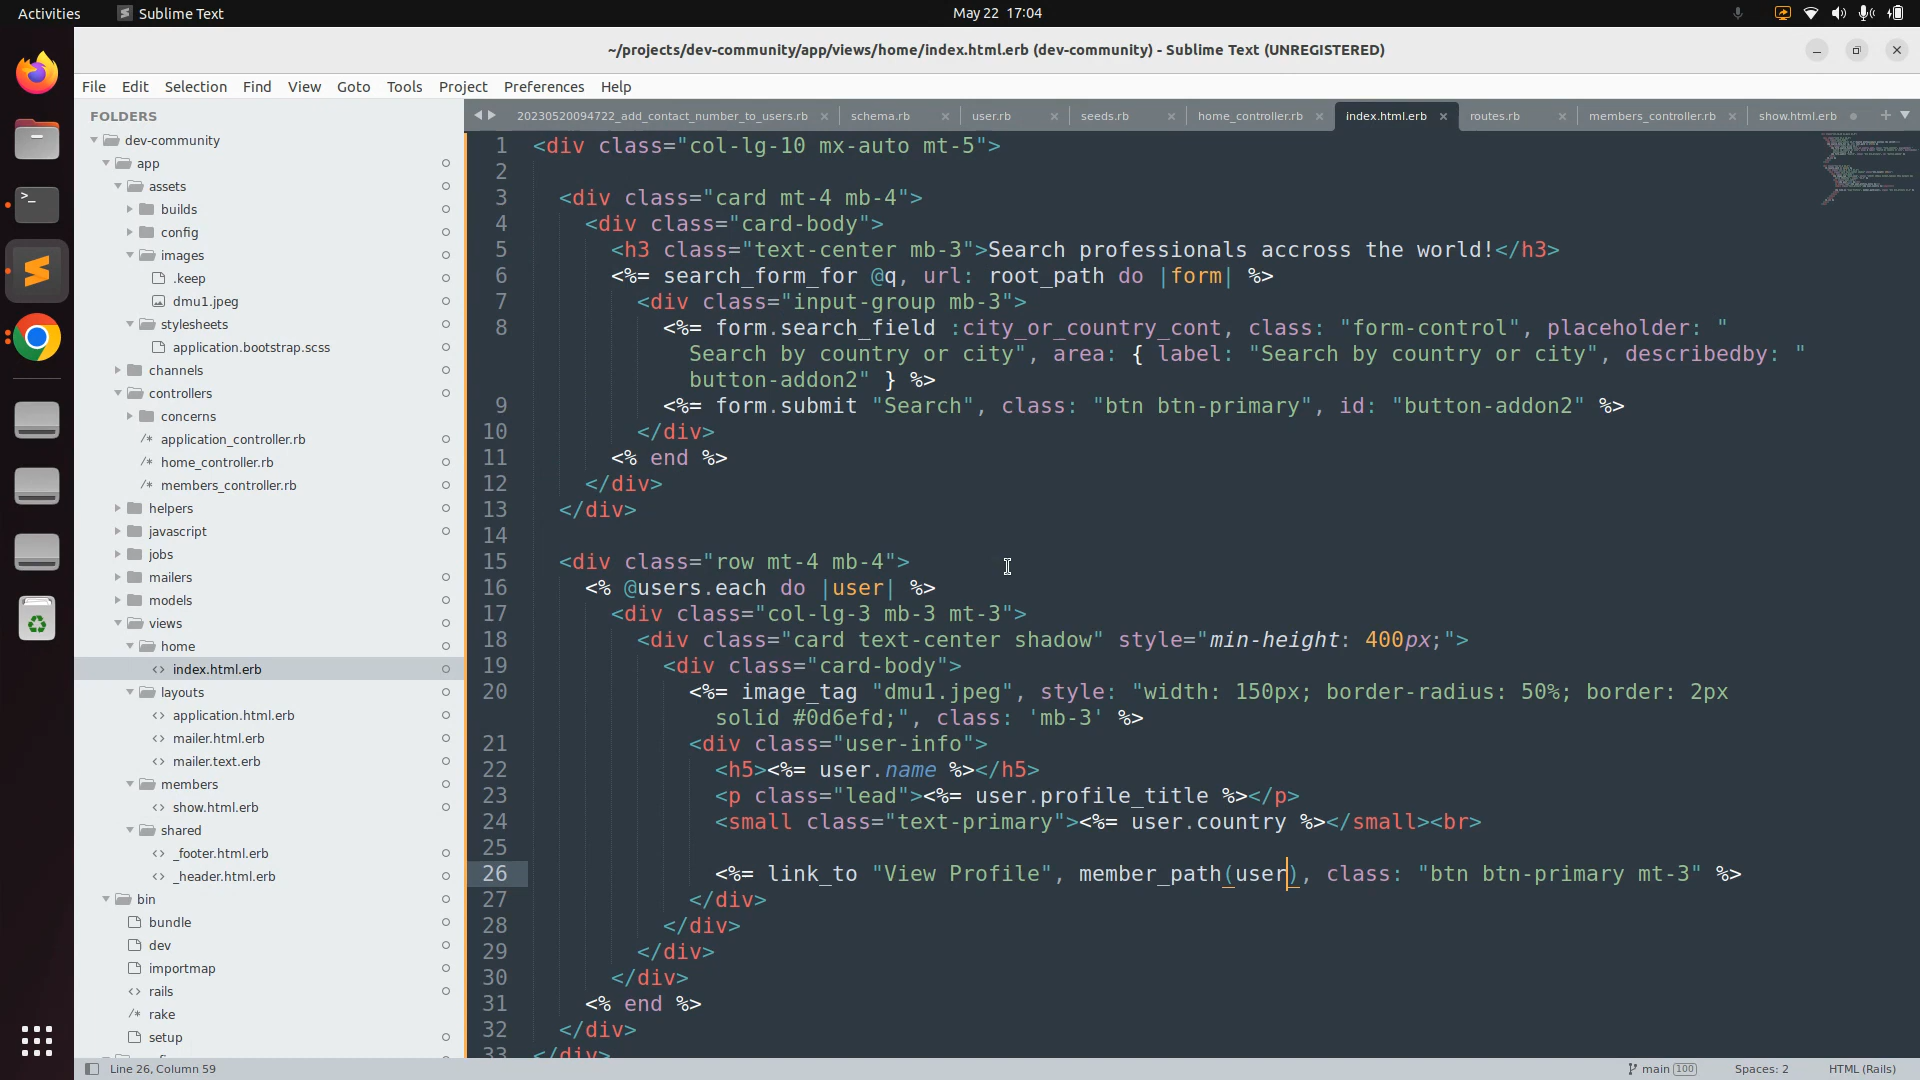 Activities
Sublime Text
May 22 17:04
~/projects/dev-community/app/views/home/index.html.erb (dev-community) - Sublime Text (UNREGISTERED)
File Edit Selection Find View Goto Tools Project Preferences Help
FOLDERS
dev-community
app
assets
builds
config
images
.keep
dmu1.jpeg
stylesheets
application.bootstrap.scss
channels
controllers
concerns
application_controller.rb
home_controller.rb
members_controller.rb
helpers
javascript
jobs
mailers
models
views
home
index.html.erb
layouts
application.html.erb
mailer.html.erb
mailer.text.erb
members
show.html.erb
shared
_footer.html.erb
_header.html.erb
bin
bundle
dev
importmap
rails
rake
setup
20230520094722_add_contact_number_to_users.rb schema.rb user.rb seeds.rb home_controller.rb index.html.erb routes.rb members_controller.rb show.html.erb
1 <div class="col-lg-10 mx-auto mt-5">
2
3 <div class="card mt-4 mb-4">
4 <div class="card-body">
5 <h3 class="text-center mb-3">Search professionals accross the world!</h3>
6 <%= search_form_for @q, url: root_path do |form| %>
7 <div class="input-group mb-3">
8 <%= form.search_field :city_or_country_cont, class: "form-control", placeholder: "
Search by country or city", area: { label: "Search by country or city", describedby: "
button-addon2" } %>
9 <%= form.submit "Search", class: "btn btn-primary", id: "button-addon2" %>
10 </div>
11 <% end %>
12 </div>
13 </div>
14
15 <div class="row mt-4 mb-4">
16 <% @users.each do |user| %>
17 <div class="col-lg-3 mb-3 mt-3">
18 <div class="card text-center shadow" style="min-height: 400px;">
19 <div class="card-body">
20 <%= image_tag "dmu1.jpeg", style: "width: 150px; border-radius: 50%; border: 2px
solid #0d6efd;", class: 'mb-3' %>
21 <div class="user-info">
22 <h5><%= user.name %></h5>
23 <p class="lead"><%= user.profile_title %></p>
24 <small class="text-primary"><%= user.country %></small><br>
25
26 <%= link_to "View Profile", member_path(user), class: "btn btn-primary mt-3" %>
27 </div>
28 </div>
29 </div>
30 </div>
31 <% end %>
32 </div>
33 </div>
Line 26, Column 59
main 100
Spaces: 2
HTML (Rails)